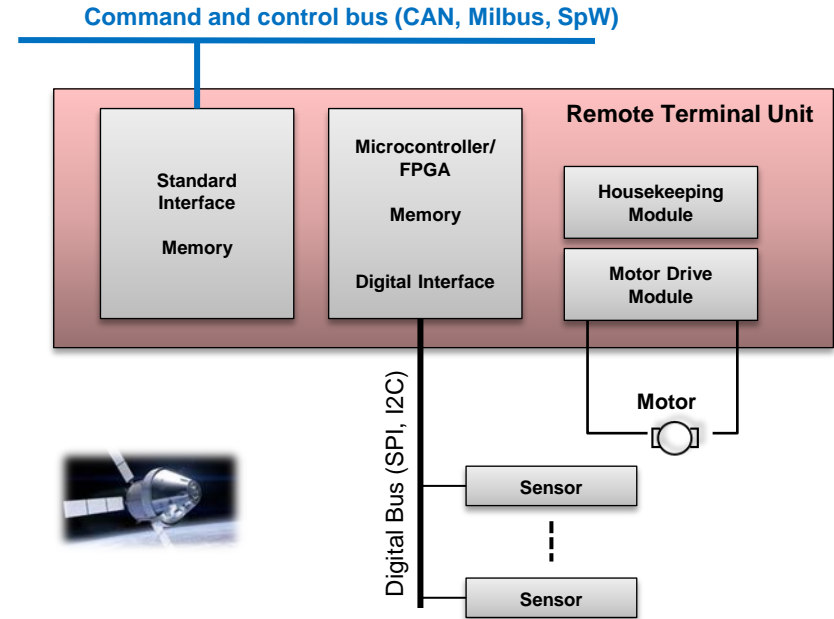 Command and control bus (CAN, Milbus, SpW)
Remote Terminal Unit
Standard
Interface
Memory
Microcontroller/
FPGA
Memory
Digital Interface
Housekeeping
Module
Motor Drive
Module
Motor
Digital Bus (SPI, I2C)
Sensor
Sensor